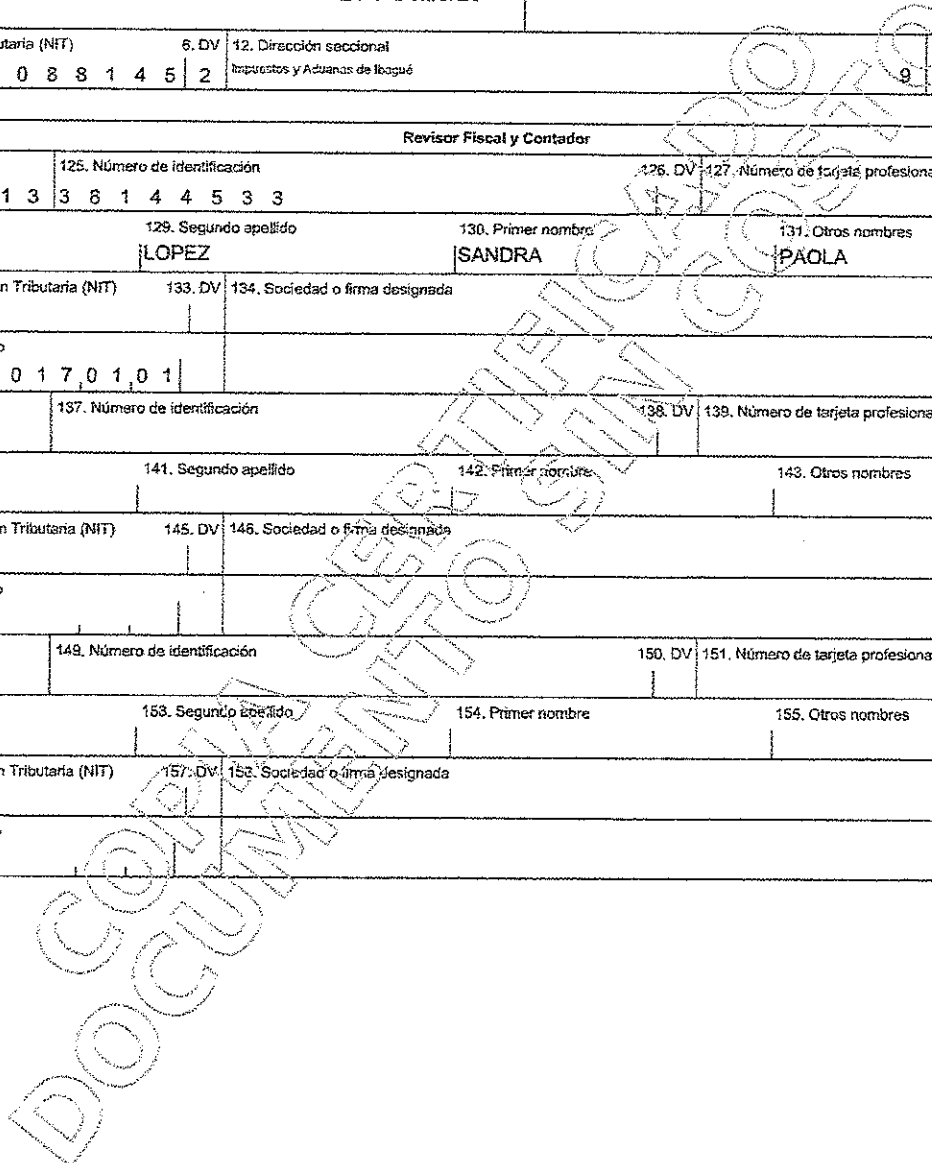 utaria (NIT) 6. DV 12. Dirección seccional
0 8 8 1 4 5 2 Impuestos y Aduanas de Ibagué 9
Revisor Fiscal y Contador
125. Número de identificación 126. DV 127. Número de tarjeta profesiona
1 3 3 8 1 4 4 5 3 3
129. Segundo apellido 130. Primer nombre 131. Otros nombres
LOPEZ SANDRA PAOLA
n Tributaria (NIT) 133. DV 134. Sociedad o firma designada
o
0 1 7 0 1 0 1
137. Número de identificación 138. DV 139. Número de tarjeta profesiona
141. Segundo apellido 142. Primer nombre 143. Otros nombres
n Tributaria (NIT) 145. DV 146. Sociedad o firma designada
o
149. Número de identificación 150. DV 151. Número de tarjeta profesiona
153. Segundo apellido 154. Primer nombre 155. Otros nombres
n Tributaria (NIT) 157. DV 158. Sociedad o firma designada
COPIA CERTIFICADO
DOCUMENTO SIN COSTO